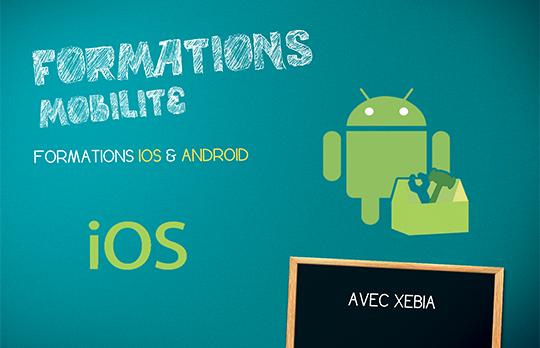 FORMATIONS
MOBILITE
FORMATIONS IOS & ANDROID
iOS
AVEC XEBIA